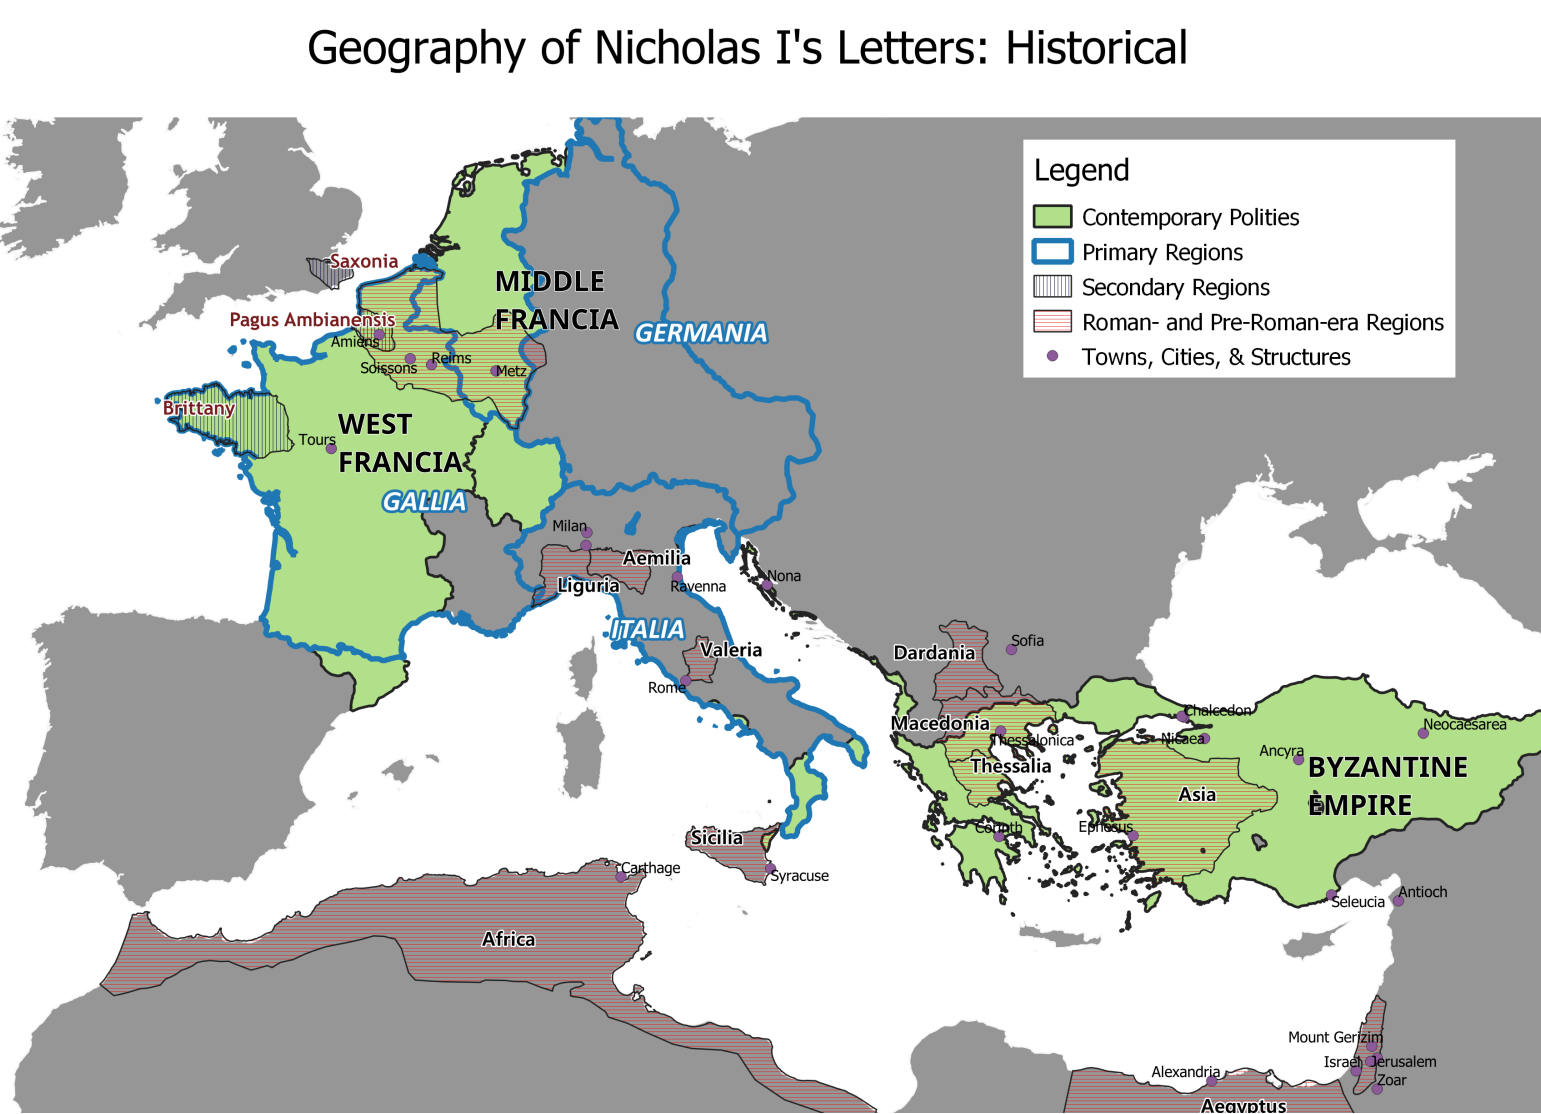 Geography of Nicholas I's Letters: Historical
Legend
Contemporary Polities
Primary Regions
Secondary Regions
Roman- and Pre-Roman-era Regions
Towns, Cities, & Structures
Saxonia
MIDDLE
FRANCIA
Pagus Ambianensis
GERMANIA
Amiens
Reims
Soissons
Metz
Brittany
WEST
FRANCIA
Tours
GALLIA
Milan
Aemilia
Liguria
Ravenna
Nona
ITALIA
Valeria
Rome
Dardania
Sofia
Macedonia
Thessalonica
Thessalia
Chalcedon
Nicaea
Neocaesarea
Ancyra
BYZANTINE
EMPIRE
Asia
Corinth
Ephesus
Sicilia
Syracuse
Carthage
Africa
Seleucia
Antioch
Mount Gerizim
Israel
Jerusalem
Zoar
Alexandria
Aegyptus